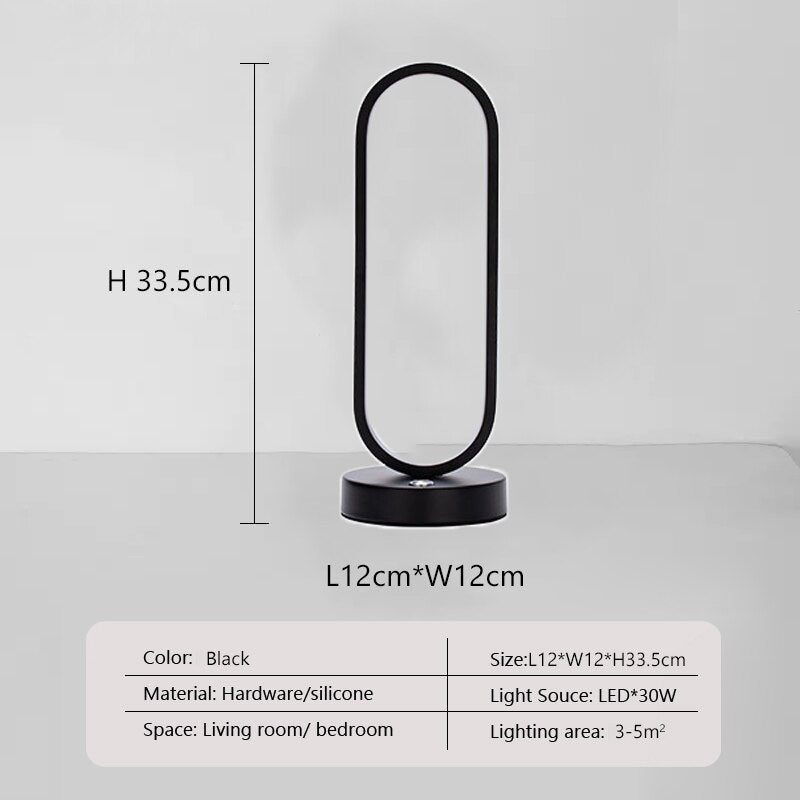 H 33.5cm
L12cm*W12cm
Color: Black
Size:L12*W12*H33.5cm
Material: Hardware/silicone
Light Souce: LED*30W
Space: Living room/ bedroom
Lighting area: 3-5m²